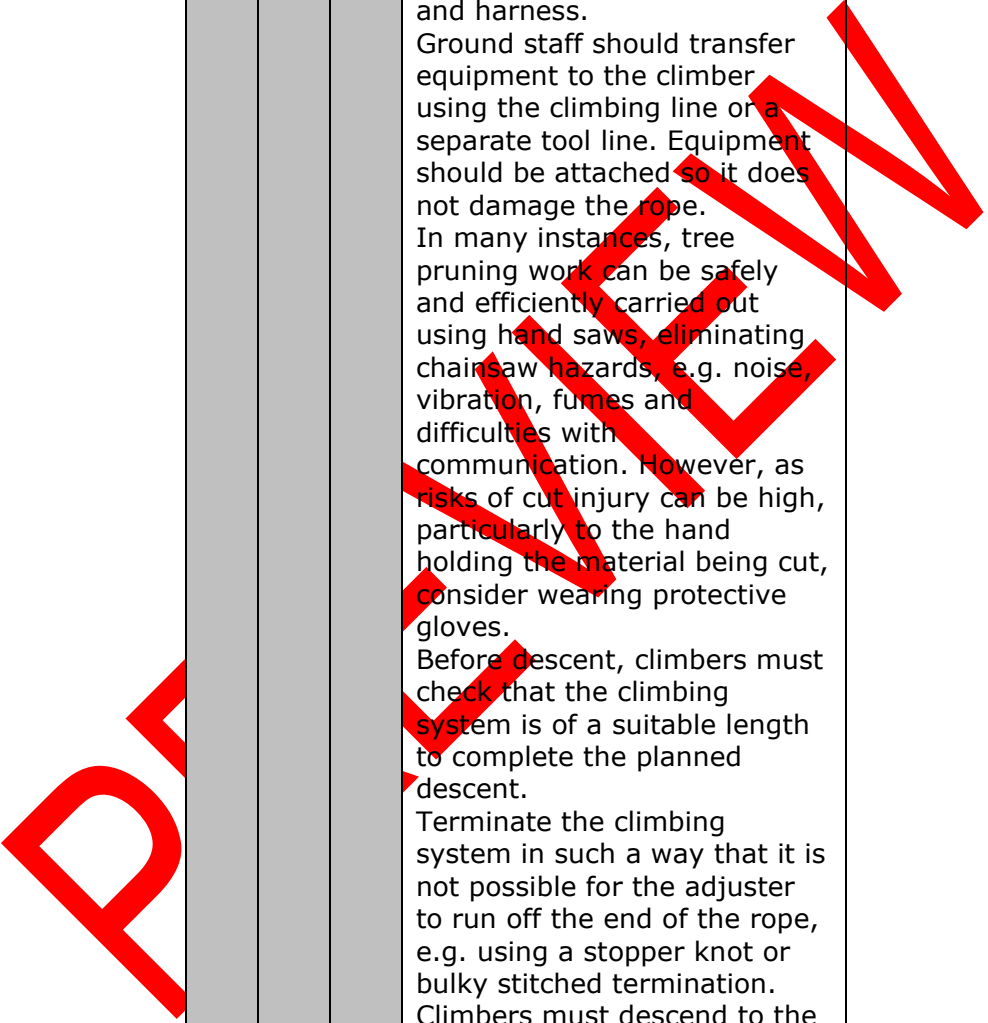 and harness.
Ground staff should transfer
equipment to the climber
using the climbing line or a
separate tool line. Equipment
should be attached so it does
not damage the rope.
In many instances, tree
pruning work can be safely
and efficiently carried out
using hand saws, eliminating
chainsaw hazards, e.g. noise,
vibration, fumes and
difficulties with
communication. However, as
risks of cut injury can be high,
particularly to the hand
holding the material being cut,
consider wearing protective
gloves.
Before descent, climbers must
check that the climbing
system is of a suitable length
to complete the planned
descent.
Terminate the climbing
system in such a way that it is
not possible for the adjuster
to run off the end of the rope,
e.g. using a stopper knot or
bulky stitched termination.
Climbers must descend to the
PREVIEW